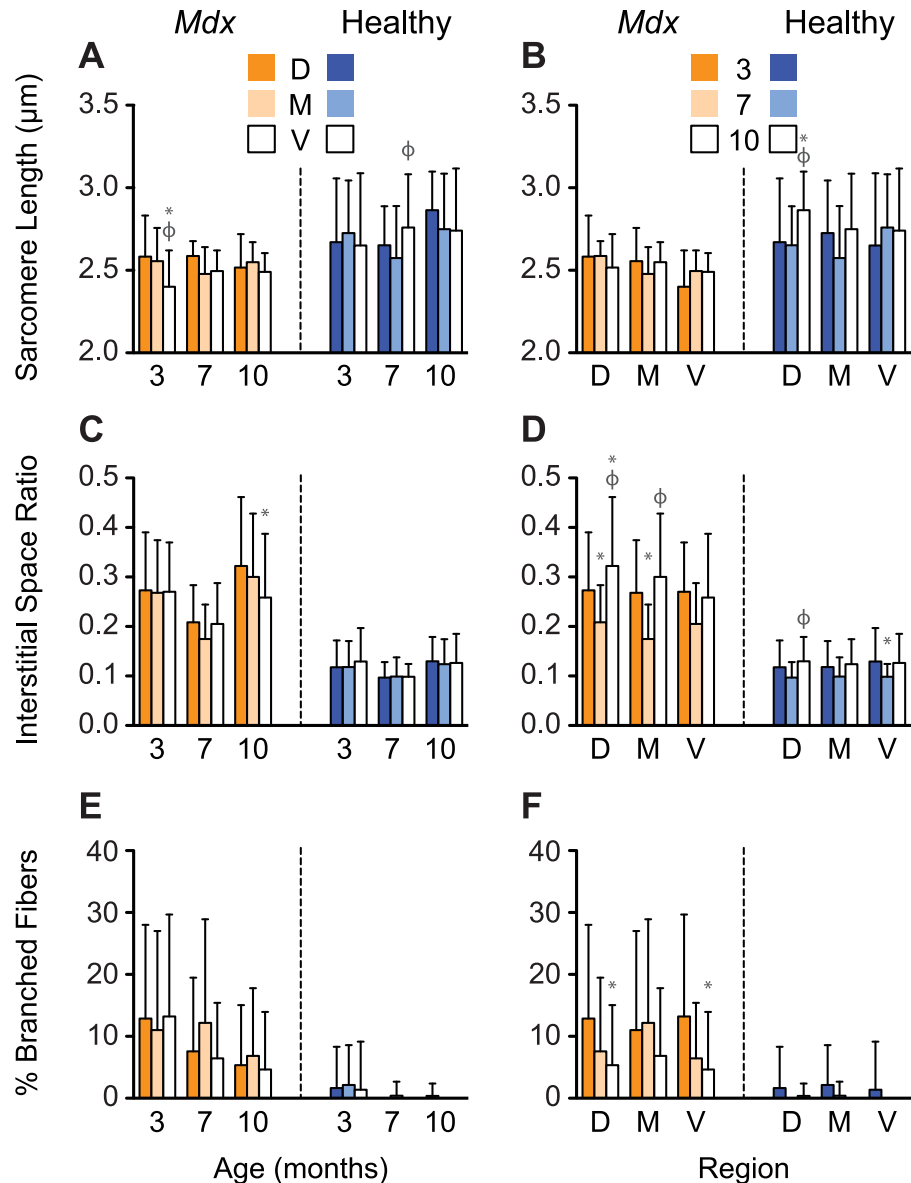 Mdx Healthy Mdx Healthy
A D B 3
M 7
V 10
Sarcomere Length (µm)
3.5 3.5
* ϕ
3.0 3.0
* ϕ ϕ
2.5 2.5
2.0 2.0
3 7 10 3 7 10 D M V D M V
C D
Interstitial Space Ratio
0.5 0.5
* * ϕ ϕ
0.4 0.4
* *
0.3 0.3
ϕ *
0.2 0.2
0.1 0.1
0.0 0.0
3 7 10 3 7 10 D M V D M V
E F
% Branched Fibers
40 40
30 30
20 20
* *
10 10
0 0
3 7 10 3 7 10 D M V D M V
Age (months) Region